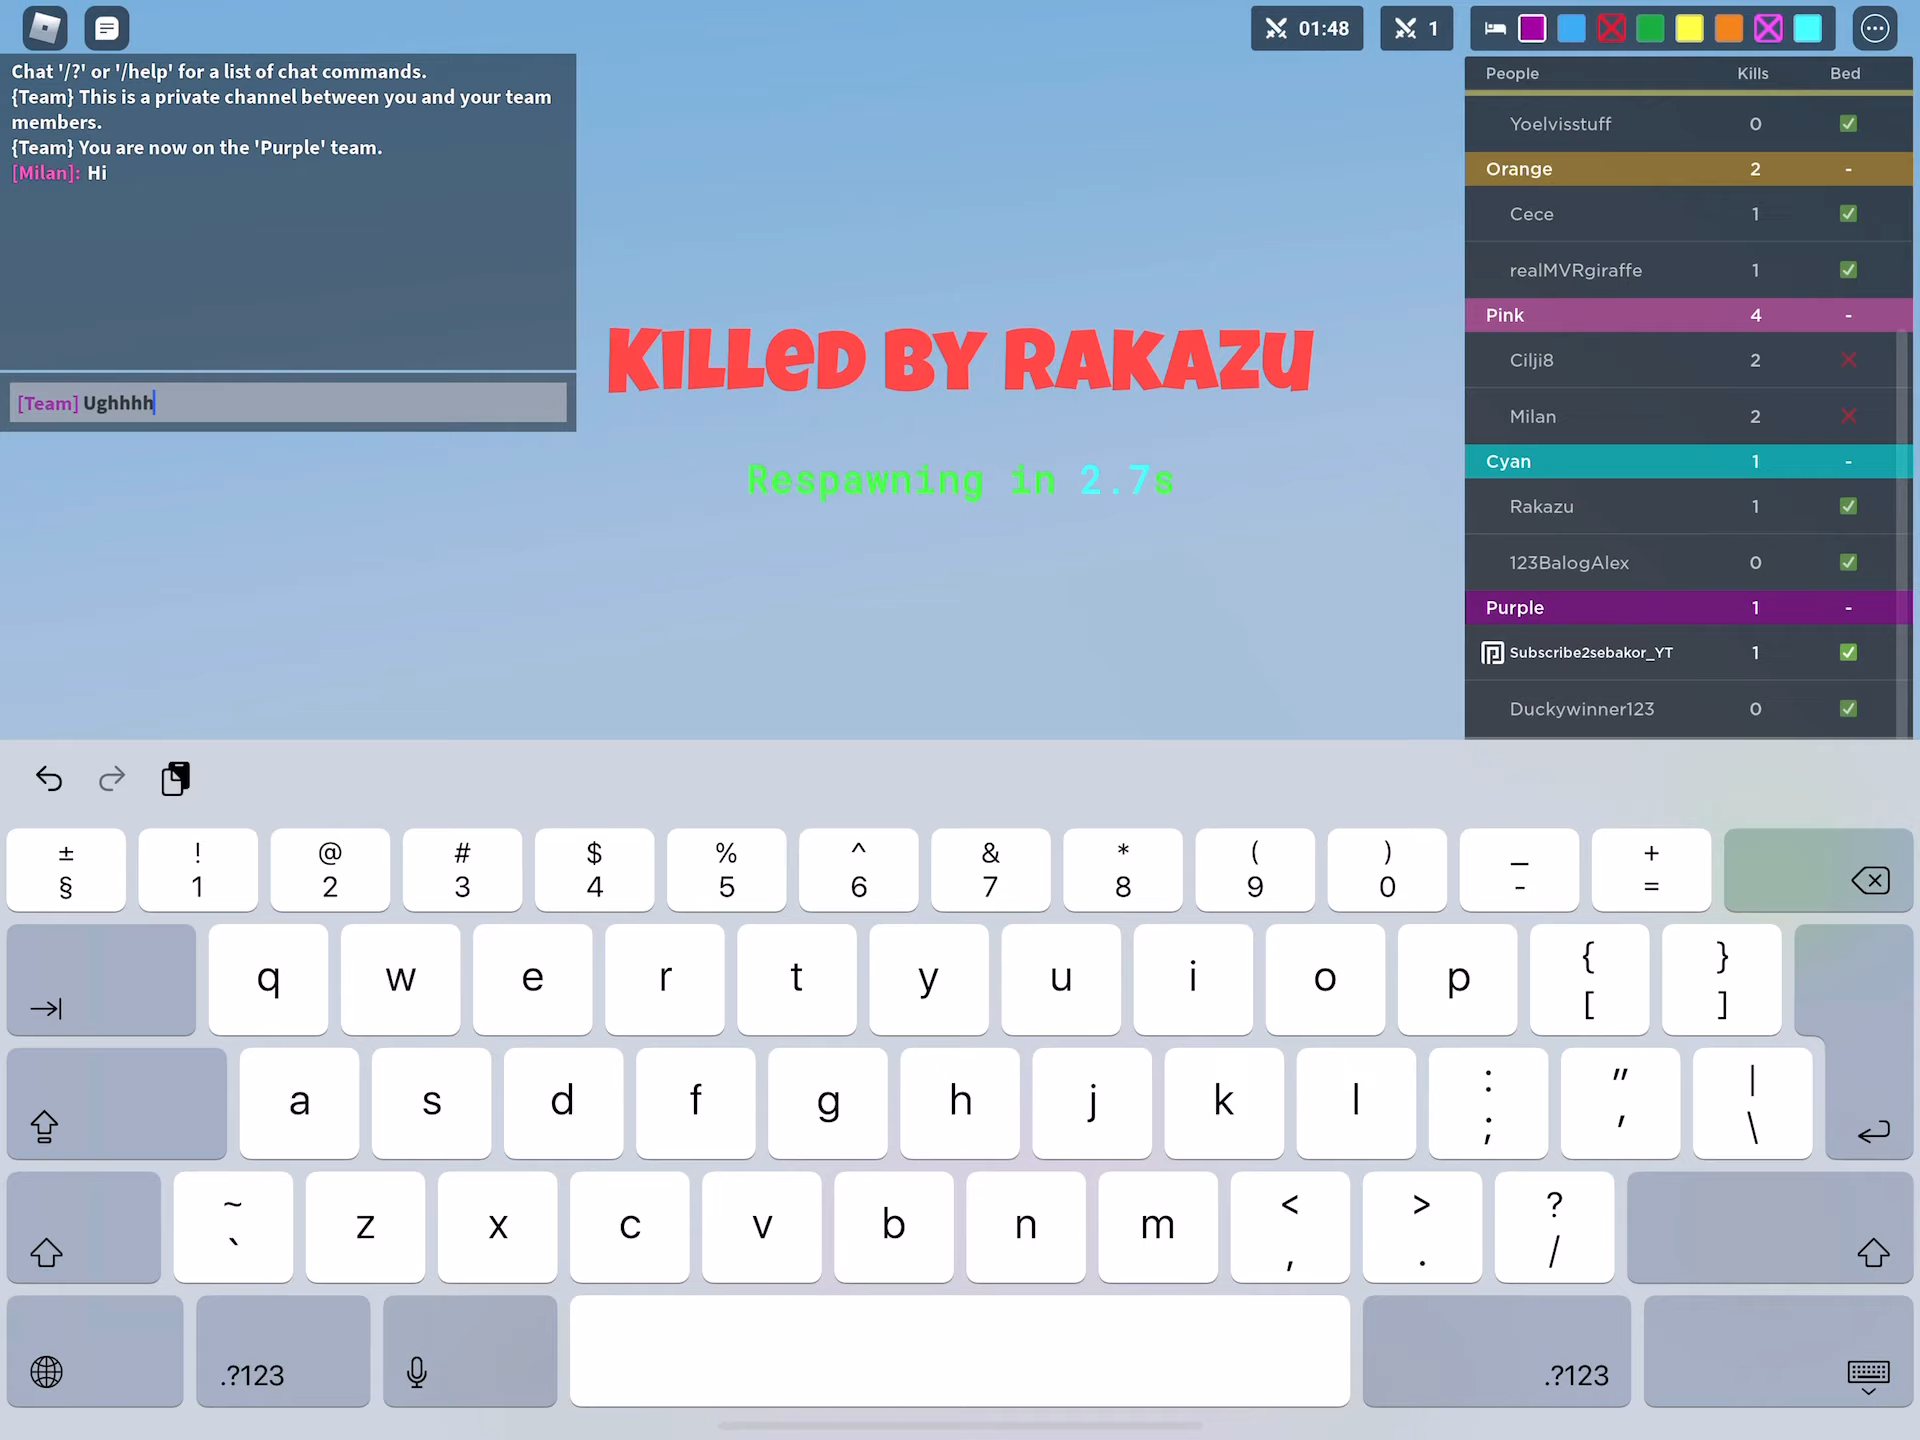 01:48
1
Chat '/?' or '/help' for a list of chat commands.
{Team} This is a private channel between you and your team
members.
{Team} You are now on the 'Purple' team.
[Milan]: Hi
[Team] Ughhhh
KILLED BY RAKAZU
Respawning in 2.7s
People Kills Bed
Yoelvisstuff 0
Orange 2 -
Cece 1
realMVRgiraffe 1
Pink 4 -
Cilji8 2
Milan 2
Cyan 1 -
Rakazu 1
123BalogAlex 0
Purple 1 -
Subscribe2sebakor_YT 1
Duckywinner123 0
± ! @ # $ % ^ & * ( ) _ +
§ 1 2 3 4 5 6 7 8 9 0 - =
q w e r t y u i o p { }
[ ]
a s d f g h j k l : " |
; ' \
~ z x c v b n m < > ?
` , . /
.?123 .?123